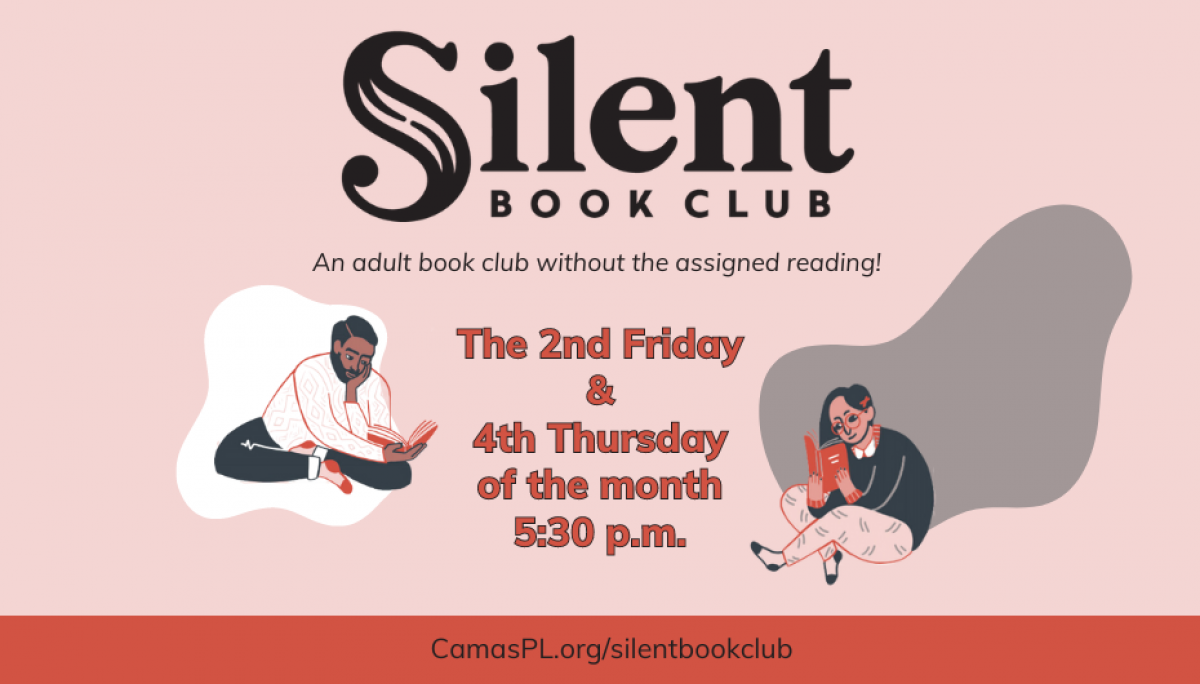 Silent
BOOK CLUB
An adult book club without the assigned reading!
The 2nd Friday
&
4th Thursday
of the month
5:30 p.m.
CamasPL.org/silentbookclub